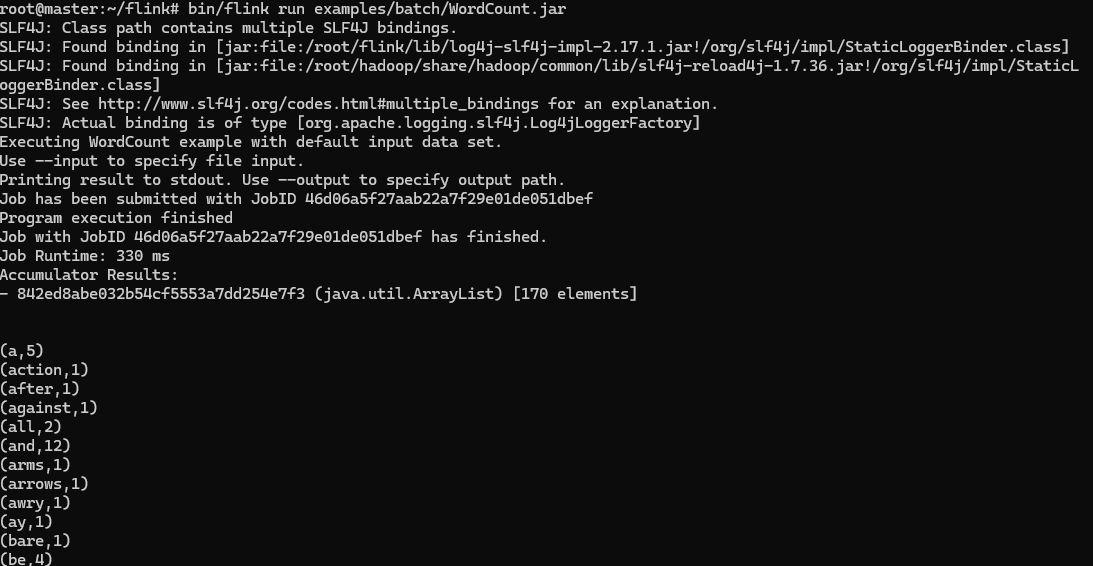 root@master:~/flink# bin/flink run examples/batch/WordCount.jar
SLF4J: Class path contains multiple SLF4J bindings.
SLF4J: Found binding in [jar:file:/root/flink/lib/log4j-slf4j-impl-2.17.1.jar!/org/slf4j/impl/StaticLoggerBinder.class]
SLF4J: Found binding in [jar:file:/root/hadoop/share/hadoop/common/lib/slf4j-reload4j-1.7.36.jar!/org/slf4j/impl/StaticL
oggerBinder.class]
SLF4J: See http://www.slf4j.org/codes.html#multiple_bindings for an explanation.
SLF4J: Actual binding is of type [org.apache.logging.slf4j.Log4jLoggerFactory]
Executing WordCount example with default input data set.
Use --input to specify file input.
Printing result to stdout. Use --output to specify output path.
Job has been submitted with JobID 46d06a5f27aab22a7f29e01de051dbef
Program execution finished
Job with JobID 46d06a5f27aab22a7f29e01de051dbef has finished.
Job Runtime: 330 ms
Accumulator Results:
- 842ed8abe032b54cf5553a7dd254e7f3 (java.util.ArrayList) [170 elements]
(a,5)
(action,1)
(after,1)
(against,1)
(all,2)
(and,12)
(arms,1)
(arrows,1)
(awry,1)
(ay,1)
(bare,1)
(be,4)